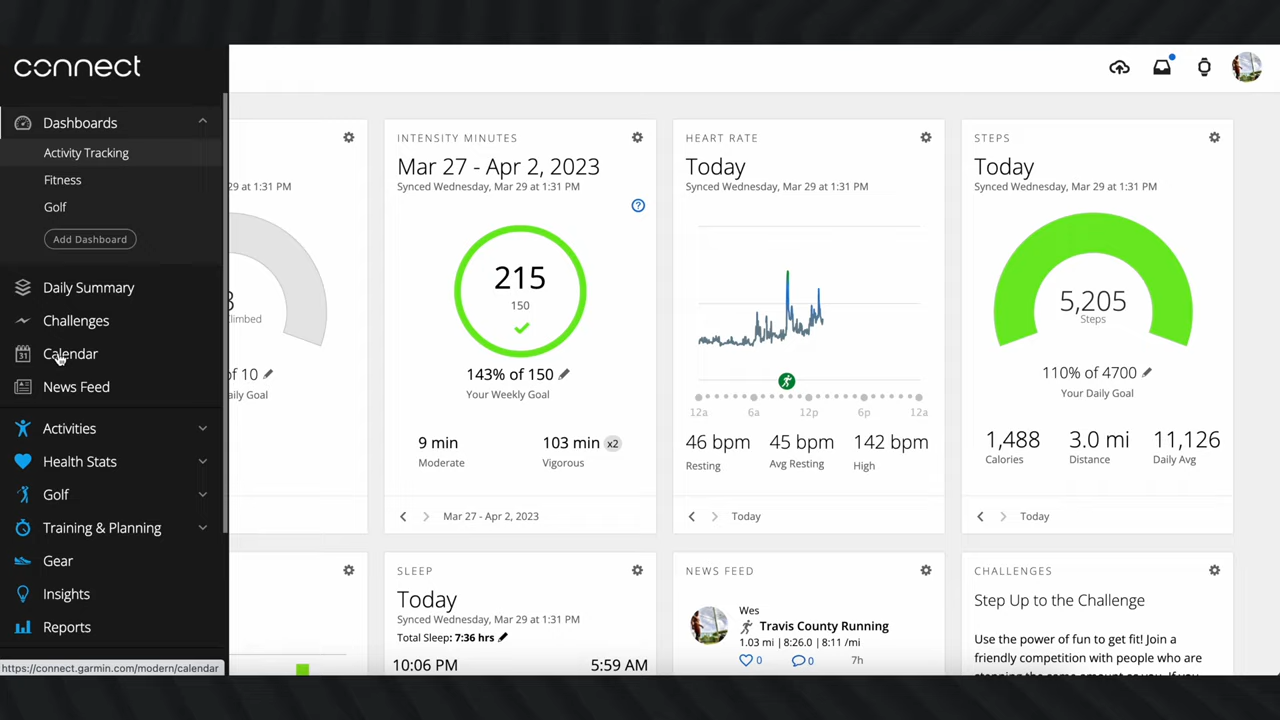 connect
Dashboards
Activity Tracking
Fitness
Golf
Add Dashboard
Daily Summary
Challenges
31
Calendar
News Feed
Activities
Health Stats
Golf
Training & Planning
Gear
Insights
Reports
https://connect.garmin.com/modern/calendar
29 at 1:31 PM
Climbed
of 10
aily Goal
INTENSITY MINUTES
Mar 27 - Apr 2, 2023
Synced Wednesday, Mar 29 at 1:31 PM
?
215
150
143% of 150
Your Weekly Goal
9 min
Moderate
103 min x2
Vigorous
Mar 27 - Apr 2, 2023
HEART RATE
Today
Synced Wednesday, Mar 29 at 1:31 PM
12a 6a 12p 6p 12a
46 bpm
Resting
45 bpm
Avg Resting
142 bpm
High
Today
STEPS
Today
Synced Wednesday, Mar 29 at 1:31 PM
5,205
Steps
110% of 4700
Your Daily Goal
1,488
Calories
3.0 mi
Distance
11,126
Daily Avg
Today
SLEEP
Today
Synced Wednesday, Mar 29 at 1:31 PM
Total Sleep: 7:36 hrs
10:06 PM 5:59 AM
NEWS FEED
Wes
Travis County Running
1.03 mi | 8:26.0 | 8:11 /mi
0 0 7h
CHALLENGES
Step Up to the Challenge
Use the power of fun to get fit! Join a
friendly competition with people who are